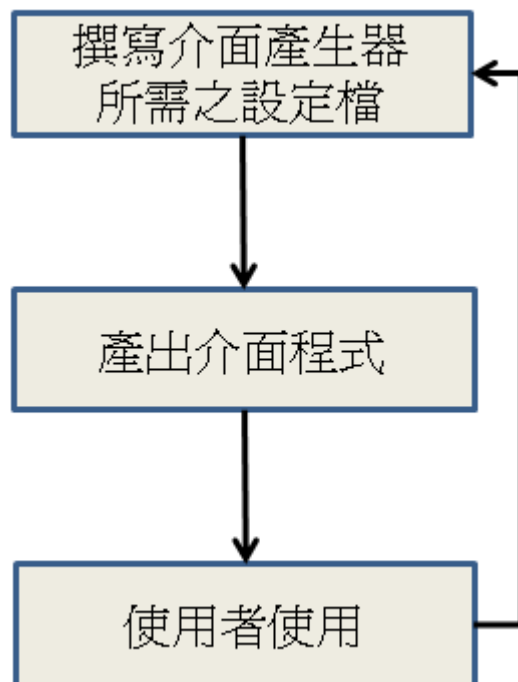 撰寫介面產生器
所需之設定檔
產出介面程式
使用者使用